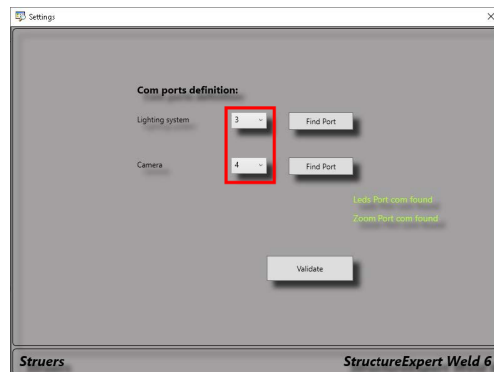 Settings
Com ports definition:
Lighting system 3 Find Port
Camera 4 Find Port
Leds Port com found
Zoom Port com found
Validate
Struers StructureExpert Weld 6